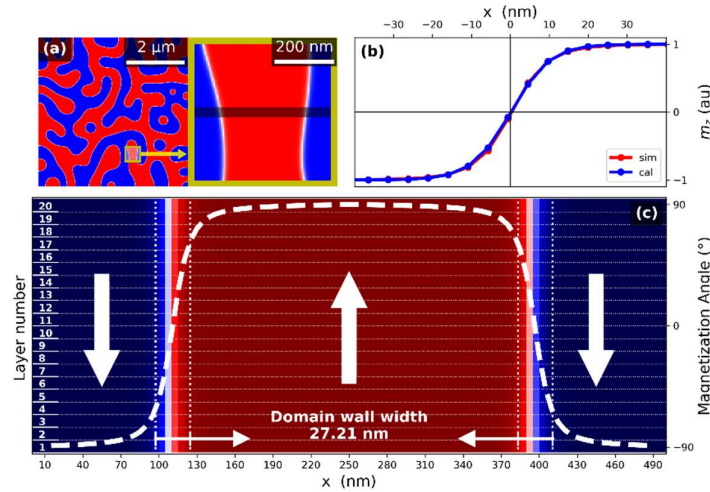 x (nm)
−30 −20 −10 0 10 20 30
(a)
2 μm
200 nm
(b)
1
0
−1
m_z (au)
sim
cal
(c)
Layer number
20
19
18
17
16
15
14
13
12
11
10
9
8
7
6
5
4
3
2
1
90
0
−90
Magnetization Angle (°)
Domain wall width
27.21 nm
10 40 70 100 130 160 190 220 250 280 310 340 370 400 430 460 490
x (nm)